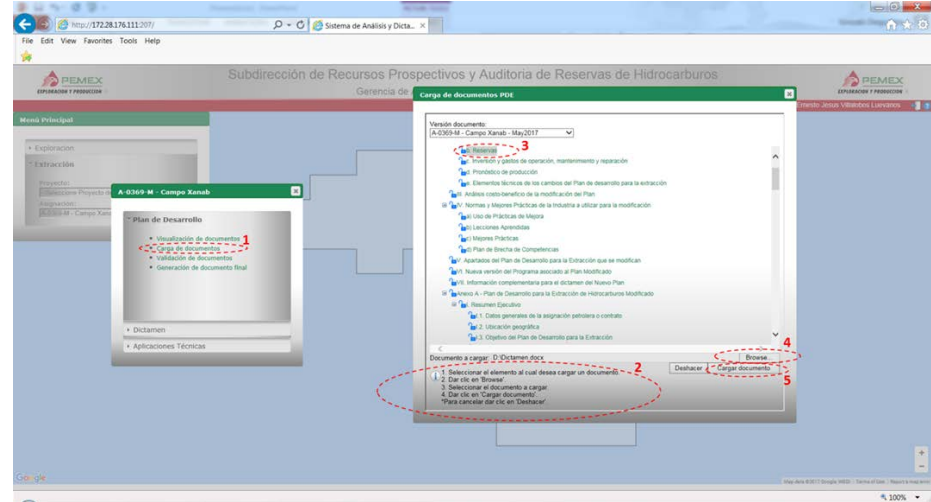 http://172.28.176.111:207/
Sistema de Análisis y Dicta...
File Edit View Favorites Tools Help
PEMEX
EXPLORACIÓN Y PRODUCCIÓN
Subdirección de Recursos Prospectivos y Auditoria de Reservas de Hidrocarburos
Gerencia de
PEMEX
EXPLORACIÓN Y PRODUCCIÓN
Ernesto Jesus Villalobos Luevanos
Menú Principal
Exploración
Extracción
Proyecto:
Asignación:
A-0369-M - Campo Xanab
Plan de Desarrollo
Visualización de documentos
1
Carga de documentos
Validación de documentos
Generación de documento final
Dictamen
Aplicaciones Técnicas
Carga de documentos PDE
Versión documento:
A-0369-M - Campo Xanab - May2017
b. Reservas
3
c. Inversión y gastos de operación, mantenimiento y reparación
d. Pronóstico de producción
e. Elementos técnicos de los cambios del Plan de desarrollo para la extracción
III. Análisis costo-beneficio de la modificación del Plan
IV. Normas y Mejores Prácticas de la Industria a utilizar para la modificación
a) Uso de Prácticas de Mejora
b) Lecciones Aprendidas
c) Mejores Prácticas
d) Plan de Brecha de Competencias
V. Apartados del Plan de Desarrollo para la Extracción que se modifican
VI. Nueva versión del Programa asociado al Plan Modificado
VII. Información complementaria para el dictamen del Nuevo Plan
Anexo A - Plan de Desarrollo para la Extracción de Hidrocarburos Modificado
I. Resumen Ejecutivo
I.1. Datos generales de la asignación petrolera o contrato
I.2. Ubicación geográfica
I.3. Objetivo del Plan de Desarrollo para la Extracción
4
Documento a cargar: D:\Dictamen.docx
Browse...
2
Deshacer
Cargar documento
5
1. Seleccionar el elemento al cual desea cargar un documento.
2. Dar clic en 'Browse'.
3. Seleccionar el documento a cargar.
4. Dar clic en 'Cargar documento'.
*Para cancelar dar clic en 'Deshacer'.
Google
100%